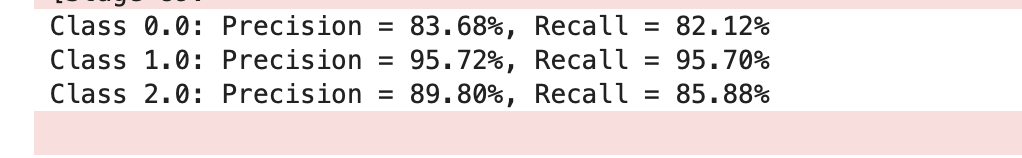 Class 0.0: Precision = 83.68%, Recall = 82.12%
Class 1.0: Precision = 95.72%, Recall = 95.70%
Class 2.0: Precision = 89.80%, Recall = 85.88%